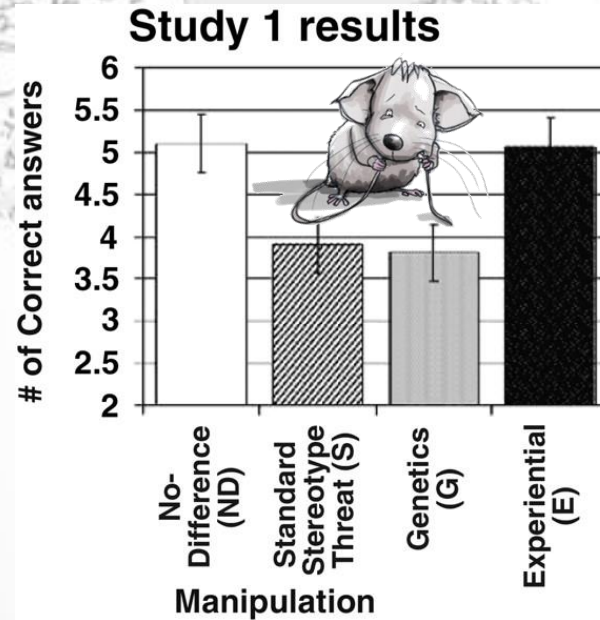 Study 1 results
# of Correct answers
6
5.5
5
4.5
4
3.5
3
2.5
2
No-
Difference
(ND)
Standard
Stereotype
Threat (S)
Genetics
(G)
Experiential
(E)
Manipulation